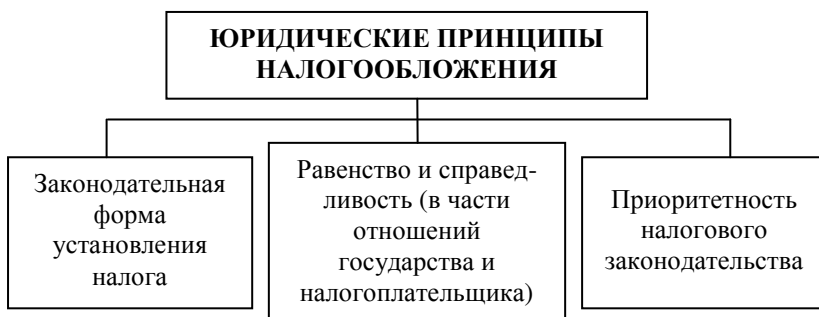 ЮРИДИЧЕСКИЕ ПРИНЦИПЫ
НАЛОГООБЛОЖЕНИЯ
Законодательная
форма
установления
налога
Равенство и справед-
ливость (в части
отношений
государства и
налогоплательщика)
Приоритетность
налогового
законодательства